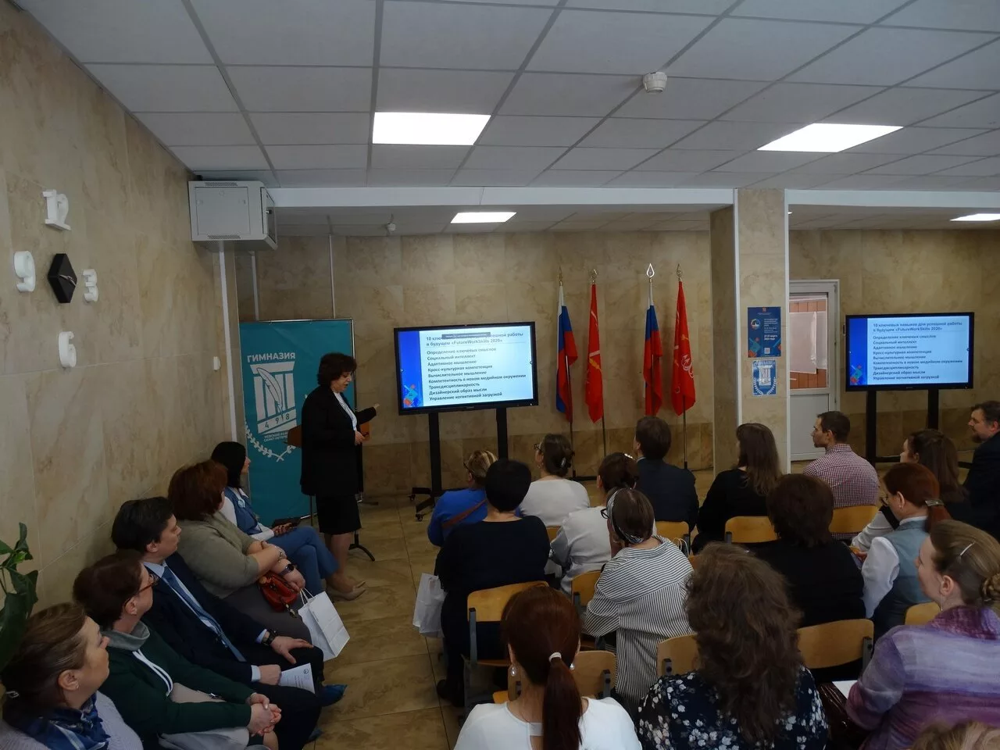 12
9
3
6
ГИМНАЗИЯ
498
10 ключ
спешной работы
в будущем «FutureWorkSkills 2020»
Определение ключевых смыслов
Социальный интеллект
Адаптивное мышление
Кросс-культурная компетенция
Вычислительное мышление
Компетентность в новом медийном окружении
Трансдисциплинарность
Дизайнерский образ мысли
Управление когнитивной загрузкой
10 ключевых навыков для успешной работы
в будущем «FutureWorkSkills 2020»
Определение ключевых смыслов
Социальный интеллект
Адаптивное мышление
Кросс-культурная компетенция
Вычислительное мышление
Компетентность в новом медийном окружении
Трансдисциплинарность
Дизайнерский образ мысли
Управление когнитивной загрузкой